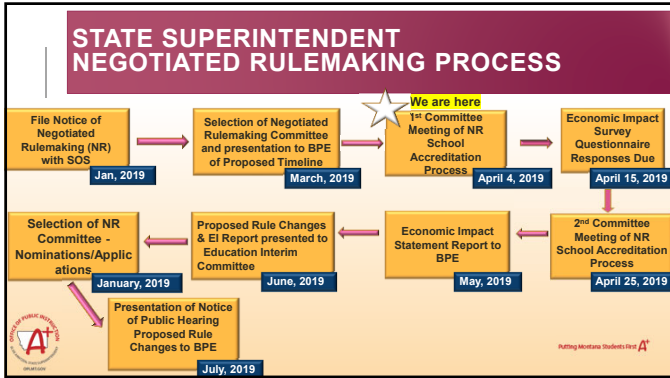 STATE SUPERINTENDENT
NEGOTIATED RULEMAKING PROCESS
We are here
File Notice of
Negotiated
Rulemaking (NR)
with SOS
Jan, 2019
Selection of Negotiated
Rulemaking Committee
and presentation to BPE
of Proposed Timeline
March, 2019
1st Committee
Meeting of NR
School
Accreditation
Process
April 4, 2019
Economic Impact
Survey
Questionnaire
Responses Due
April 15, 2019
2nd Committee
Meeting of NR
School Accreditation
Process
April 25, 2019
Economic Impact
Statement Report to
BPE
May, 2019
Proposed Rule Changes
& EI Report presented to
Education Interim
Committee
June, 2019
Selection of NR
Committee -
Nominations/Applic
ations
January, 2019
Presentation of Notice
of Public Hearing
Proposed Rule
Changes to BPE
July, 2019
OFFICE OF PUBLIC INSTRUCTION
A+
OPI.MT.GOV
Putting Montana Students First A+